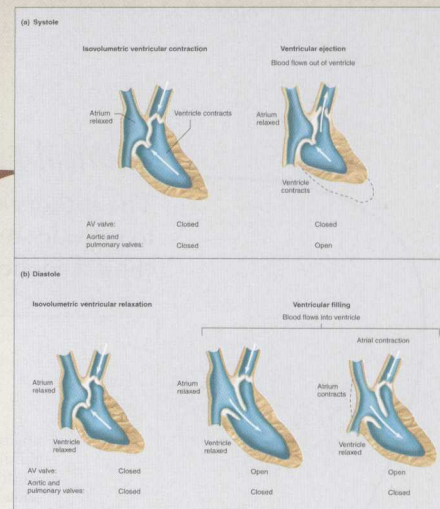 (a) Systole
Isovolumetric ventricular contraction
Ventricular ejection
Blood flows out of ventricle
Atrium
relaxed
Ventricle contracts
Atrium
relaxed
Ventricle
contracts
AV valve: Closed Closed
Aortic and
pulmonary valves: Closed Open
(b) Diastole
Isovolumetric ventricular relaxation
Ventricular filling
Blood flows into ventricle
Atrial contraction
Atrium
relaxed
Atrium
relaxed
Atrium
contracts
Ventricle
relaxed
Ventricle
relaxed
Ventricle
relaxed
AV valve: Closed Open Open
Aortic and
pulmonary valves: Closed Closed Closed